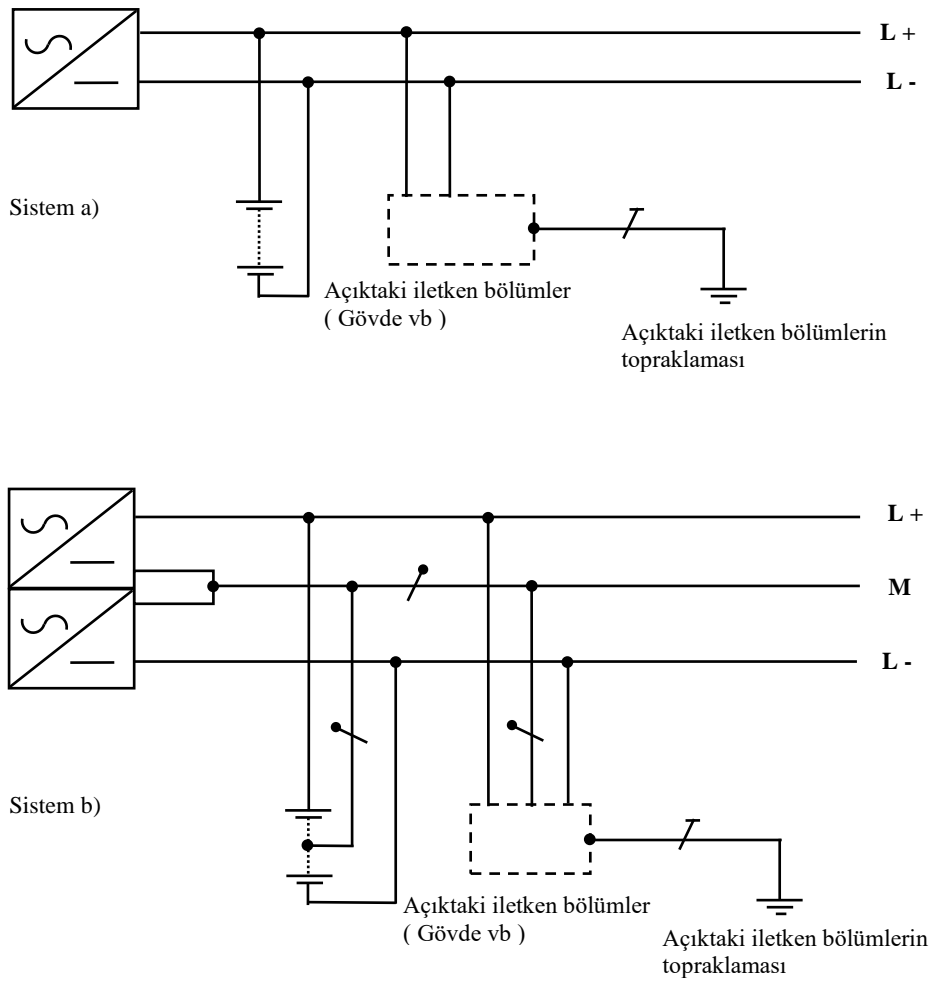 L +
L -
Sistem a)
Açıktaki iletken bölümler
( Gövde vb )
Açıktaki iletken bölümlerin
topraklaması
L +
M
L -
Sistem b)
Açıktaki iletken bölümler
( Gövde vb )
Açıktaki iletken bölümlerin
topraklaması